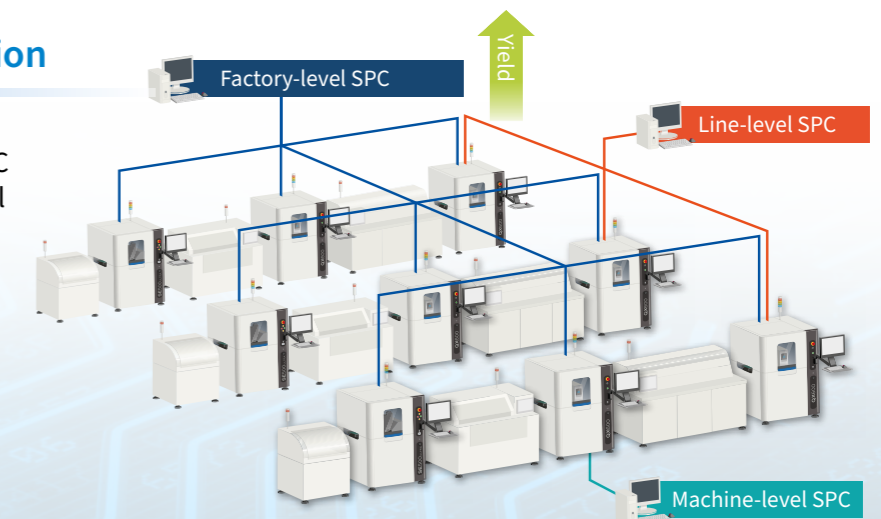 ion
Factory-level SPC
Yield
Line-level SPC
C
l
Machine-level SPC